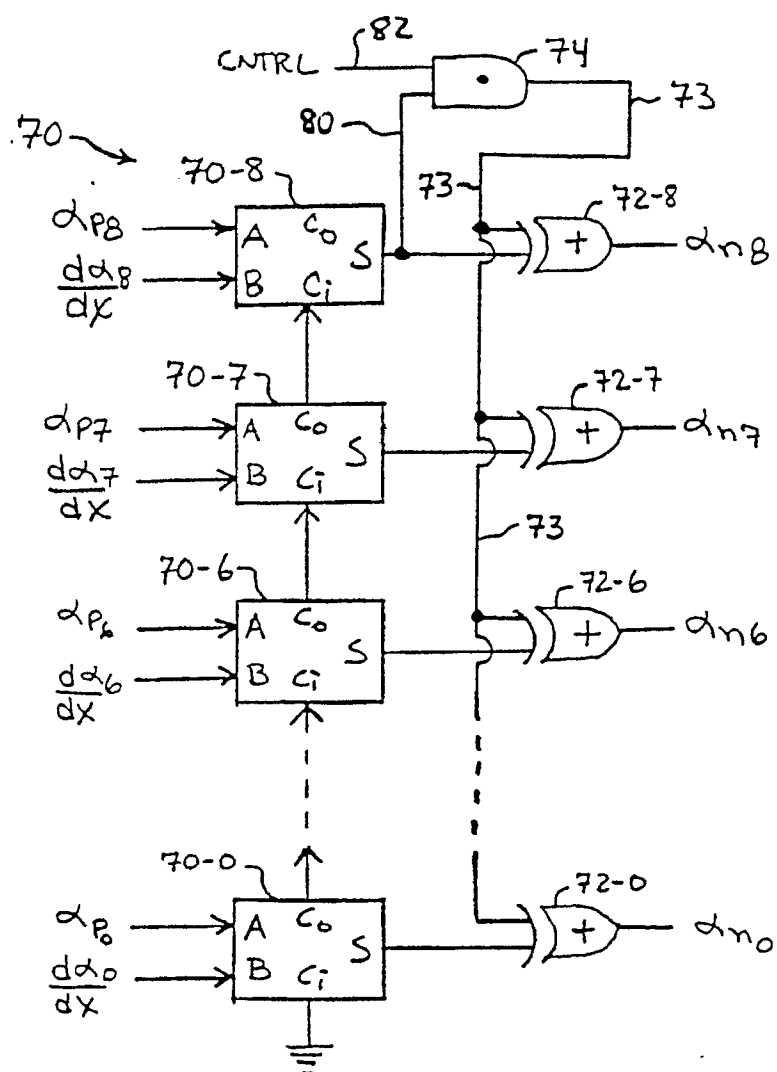 82
CNTRL
74
73
80
.70
70-8
73
72-8
αp8
A
Co
S
+
αn8
dα8
dx
B
Ci
70-7
72-7
αp7
A
Co
S
+
αn7
dα7
dx
B
Ci
73
70-6
72-6
αp6
A
Co
S
+
αn6
dα6
dx
B
Ci
70-0
72-0
αp0
A
Co
S
+
αn0
dα0
dx
B
Ci